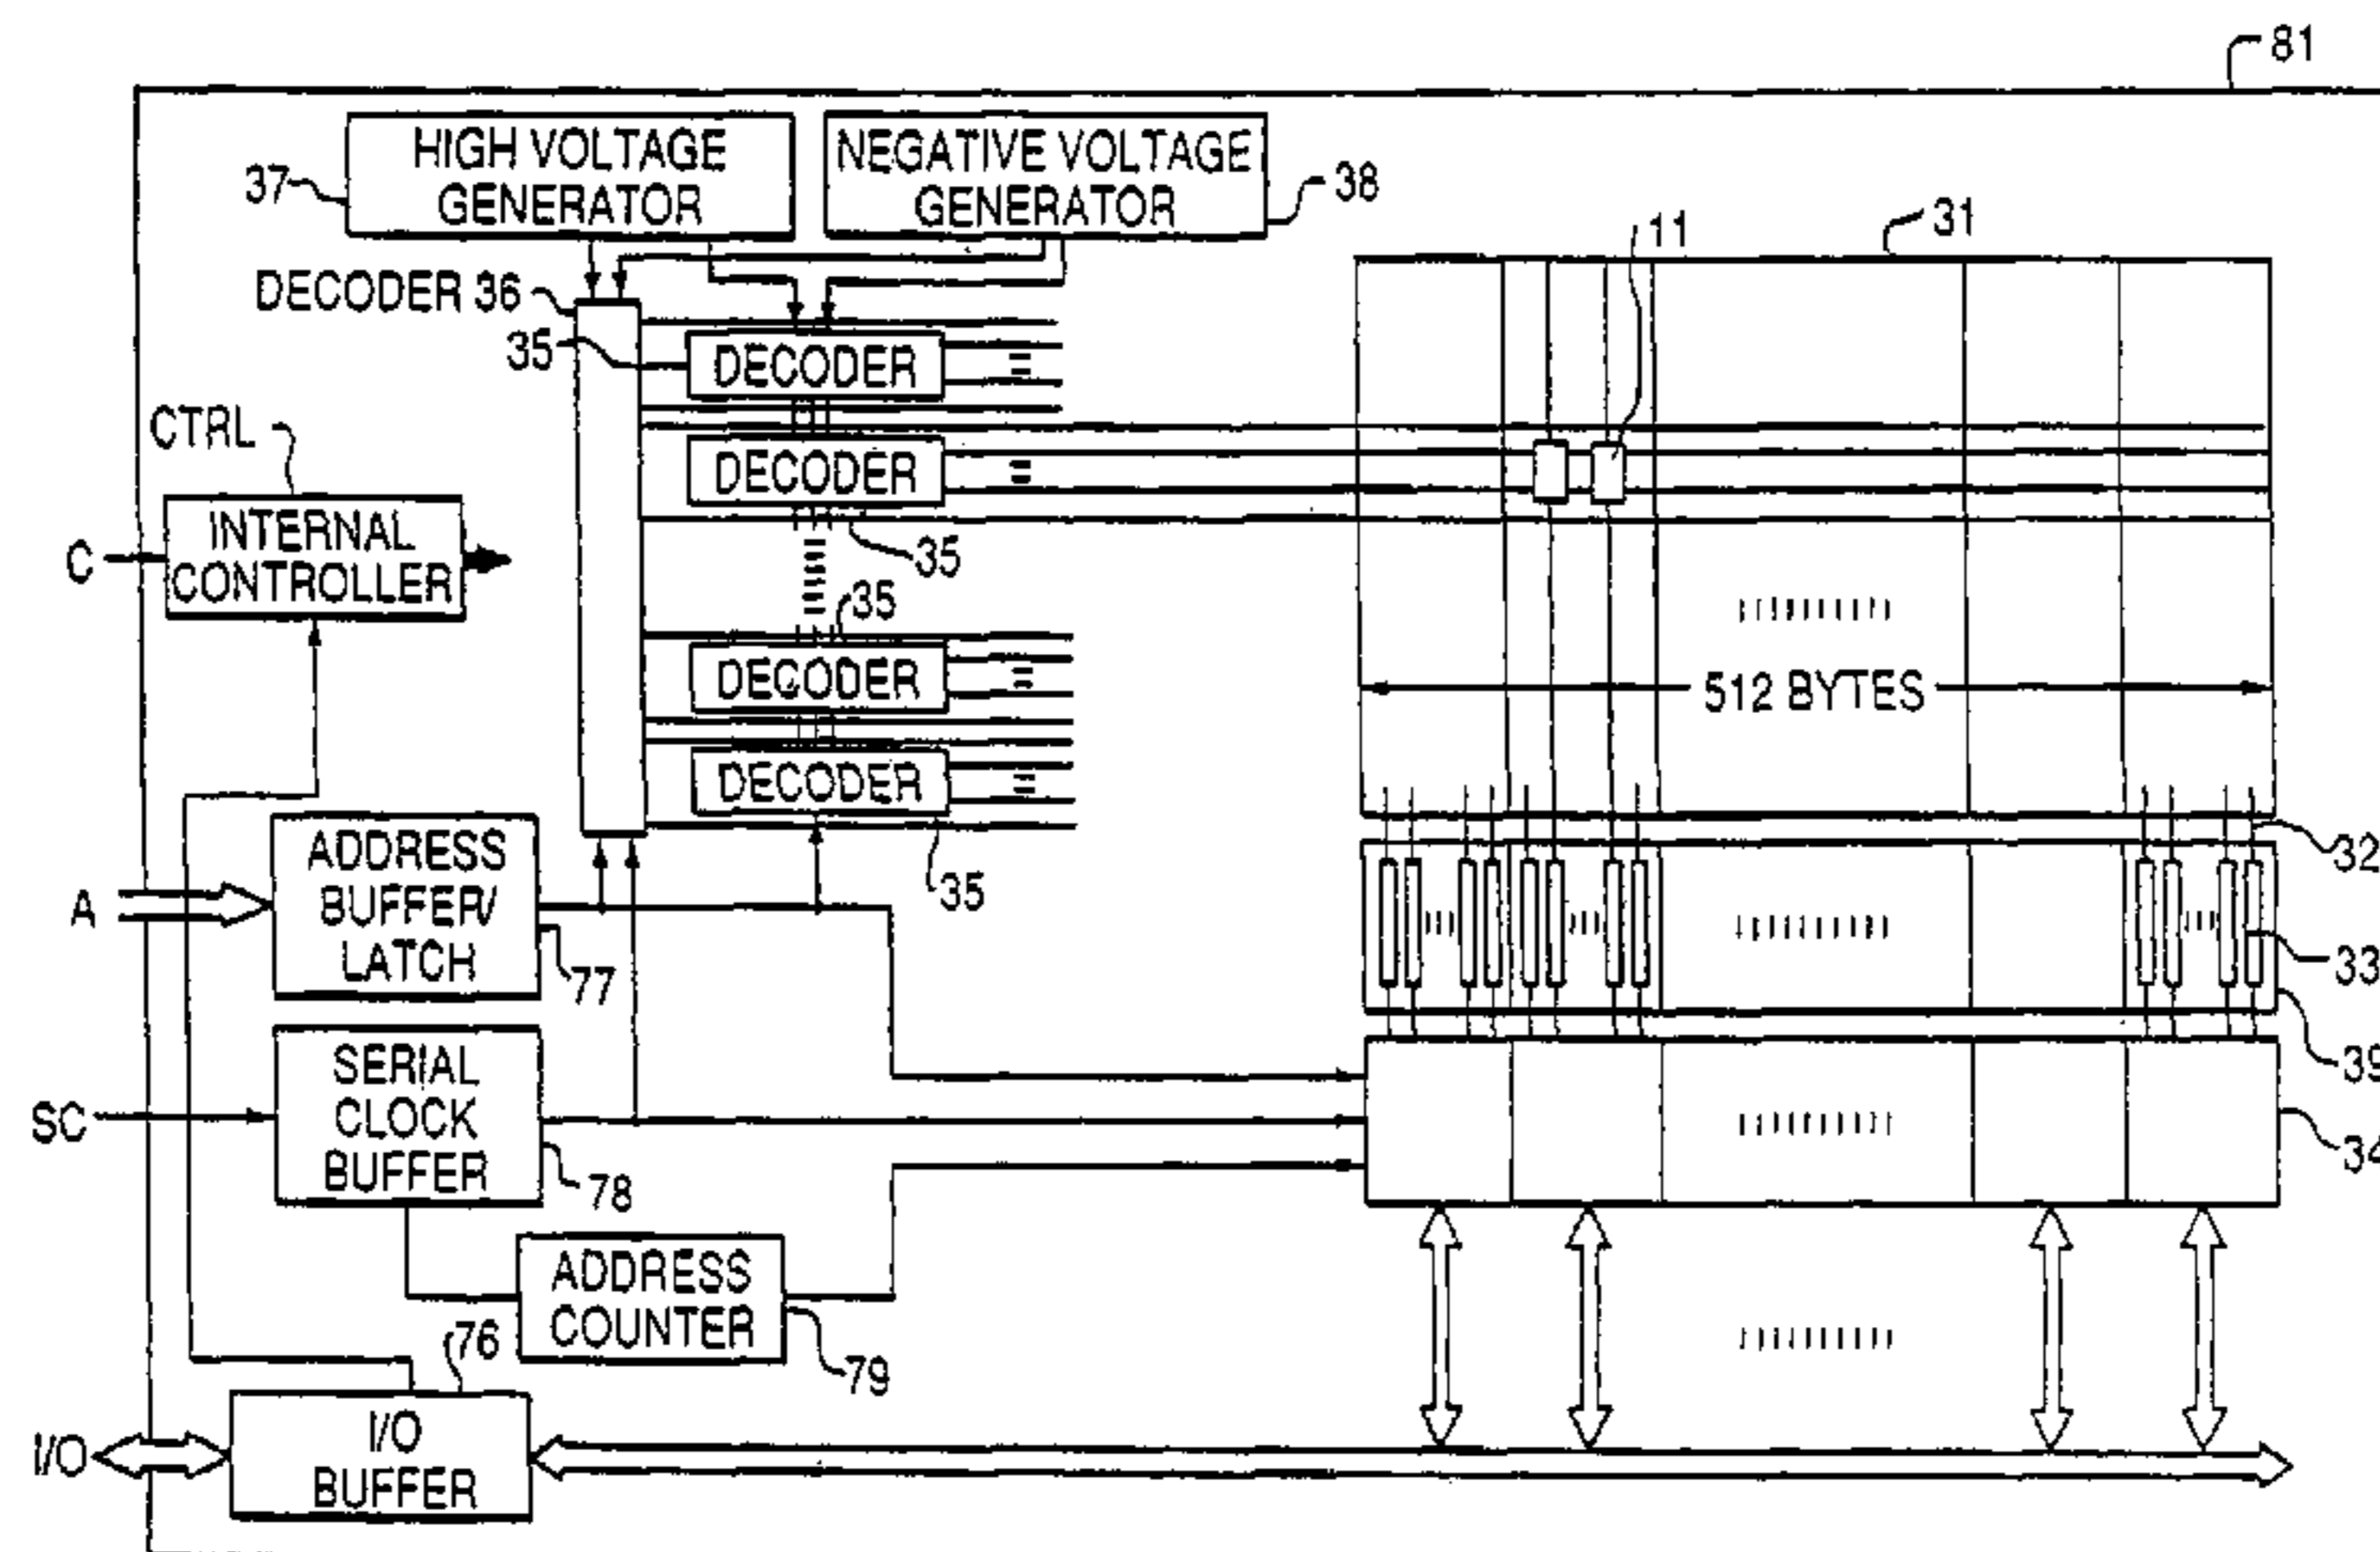 81
HIGH VOLTAGE
GENERATOR
NEGATIVE VOLTAGE
GENERATOR
37
38
11
31
DECODER 36
35
DECODER
CTRL
DECODER
INTERNAL
CONTROLLER
C
35
35
DECODER
512 BYTES
DECODER
35
32
ADDRESS
BUFFER/
LATCH
A
77
33
SERIAL
CLOCK
BUFFER
SC
78
39
34
ADDRESS
COUNTER
79
76
I/O
I/O
BUFFER